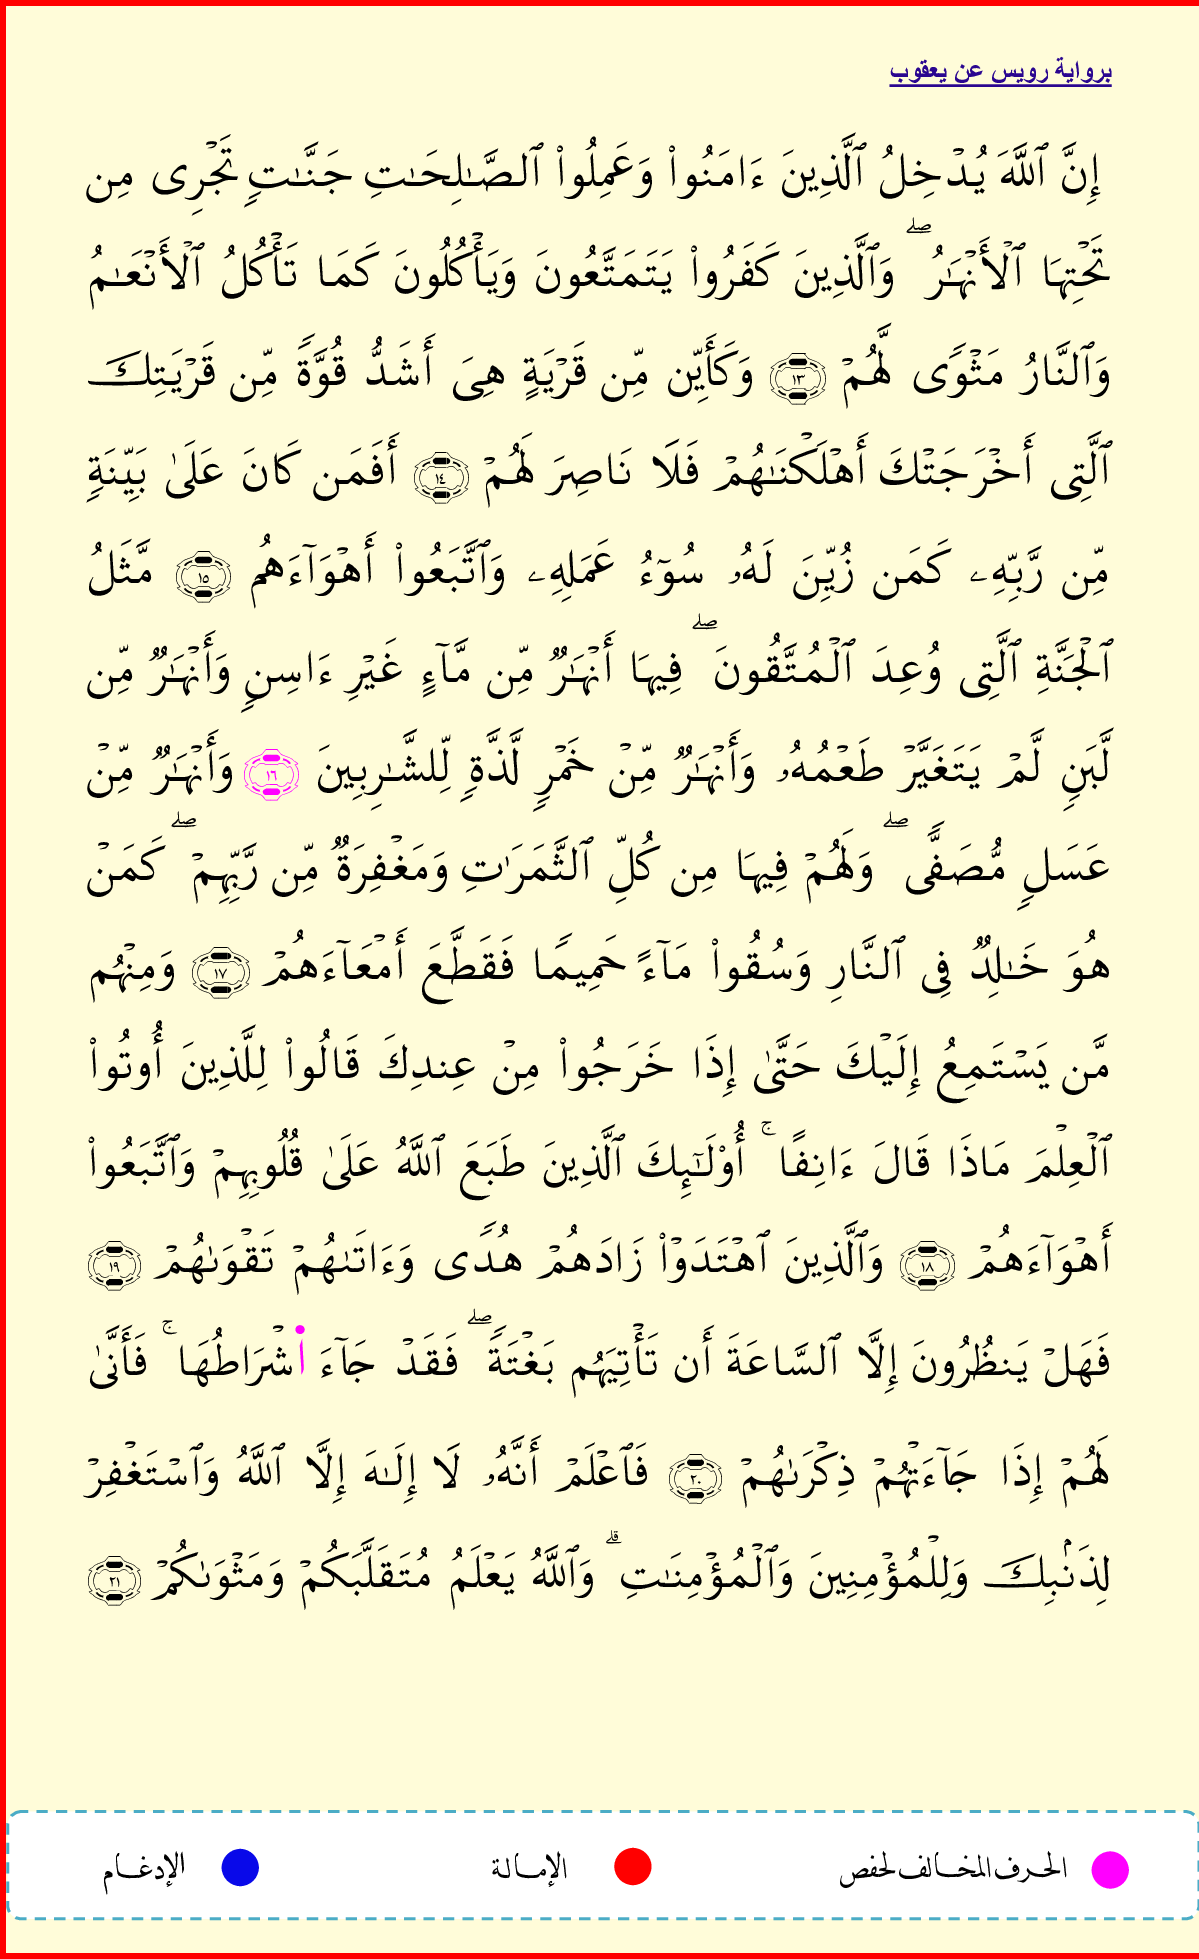 برواية رويس عن يعقوب
إِنَّ ٱللَّهَ يُدۡخِلُ ٱلَّذِينَ ءَامَنُواْ وَعَمِلُواْ ٱلصَّـٰلِحَـٰتِ جَنَّـٰتٍ تَجۡرِى مِن
تَحۡتِهَا ٱلۡأَنۡهَـٰرُۖ وَٱلَّذِينَ كَفَرُواْ يَتَمَتَّعُونَ وَيَأۡكُلُونَ كَمَا تَأۡكُلُ ٱلۡأَنۡعَـٰمُ
وَٱلنَّارُ مَثۡوًى لَّهُمۡ ١٣ وَكَأَيِّن مِّن قَرۡيَةٍ هِىَ أَشَدُّ قُوَّةً مِّن قَرۡيَتِكَ
ٱلَّتِى أَخۡرَجَتۡكَ أَهۡلَكۡنَـٰهُمۡ فَلَا نَاصِرَ لَهُمۡ ١٤ أَفَمَن كَانَ عَلَىٰ بَيِّنَةٍ
مِّن رَّبِّهِۦ كَمَن زُيِّنَ لَهُۥ سُوٓءُ عَمَلِهِۦ وَٱتَّبَعُواْ أَهۡوَآءَهُم ١٥ مَّثَلُ
ٱلۡجَنَّةِ ٱلَّتِى وُعِدَ ٱلۡمُتَّقُونَۖ فِيهَا أَنۡهَـٰرٌ مِّن مَّآءٍ غَيۡرِ ءَاسِنٍ وَأَنۡهَـٰرٌ مِّن
لَّبَنٍ لَّمۡ يَتَغَيَّرۡ طَعۡمُهُۥ وَأَنۡهَـٰرٌ مِّنۡ خَمۡرٍ لَّذَّةٍ لِّلشَّـٰرِبِينَ ١٦ وَأَنۡهَـٰرٌ مِّنۡ
عَسَلٍ مُّصَفًّىۖ وَلَهُمۡ فِيهَا مِن كُلِّ ٱلثَّمَرَٰتِ وَمَغۡفِرَةٌ مِّن رَّبِّهِمۡۖ كَمَنۡ
هُوَ خَـٰلِدٌ فِى ٱلنَّارِ وَسُقُواْ مَآءً حَمِيمًا فَقَطَّعَ أَمۡعَآءَهُمۡ ١٧ وَمِنۡهُم
مَّن يَسۡتَمِعُ إِلَيۡكَ حَتَّىٰ إِذَا خَرَجُواْ مِنۡ عِندِكَ قَالُواْ لِلَّذِينَ أُوتُواْ
ٱلۡعِلۡمَ مَاذَا قَالَ ءَانِفًاۚ أُوْلَـٰٓئِكَ ٱلَّذِينَ طَبَعَ ٱللَّهُ عَلَىٰ قُلُوبِهِمۡ وَٱتَّبَعُواْ
أَهۡوَآءَهُمۡ ١٨ وَٱلَّذِينَ ٱهۡتَدَوۡاْ زَادَهُمۡ هُدًى وَءَاتَىٰهُمۡ تَقۡوَىٰهُمۡ ١٩
فَهَلۡ يَنظُرُونَ إِلَّا ٱلسَّاعَةَ أَن تَأۡتِيَهُم بَغۡتَةًۖ فَقَدۡ جَآءَ ا۬شۡرَاطُهَاۚ فَأَنَّىٰ
لَهُمۡ إِذَا جَآءَتۡهُمۡ ذِكۡرَىٰهُمۡ ٢٠ فَٱعۡلَمۡ أَنَّهُۥ لَا إِلَـٰهَ إِلَّا ٱللَّهُ وَٱسۡتَغۡفِرۡ
لِذَنۢبِكَ وَلِلۡمُؤۡمِنِينَ وَٱلۡمُؤۡمِنَـٰتِۗ وَٱللَّهُ يَعۡلَمُ مُتَقَلَّبَكُمۡ وَمَثۡوَىٰكُمۡ ٢١
الحرف المخالف لحفص الإمالة الإدغام